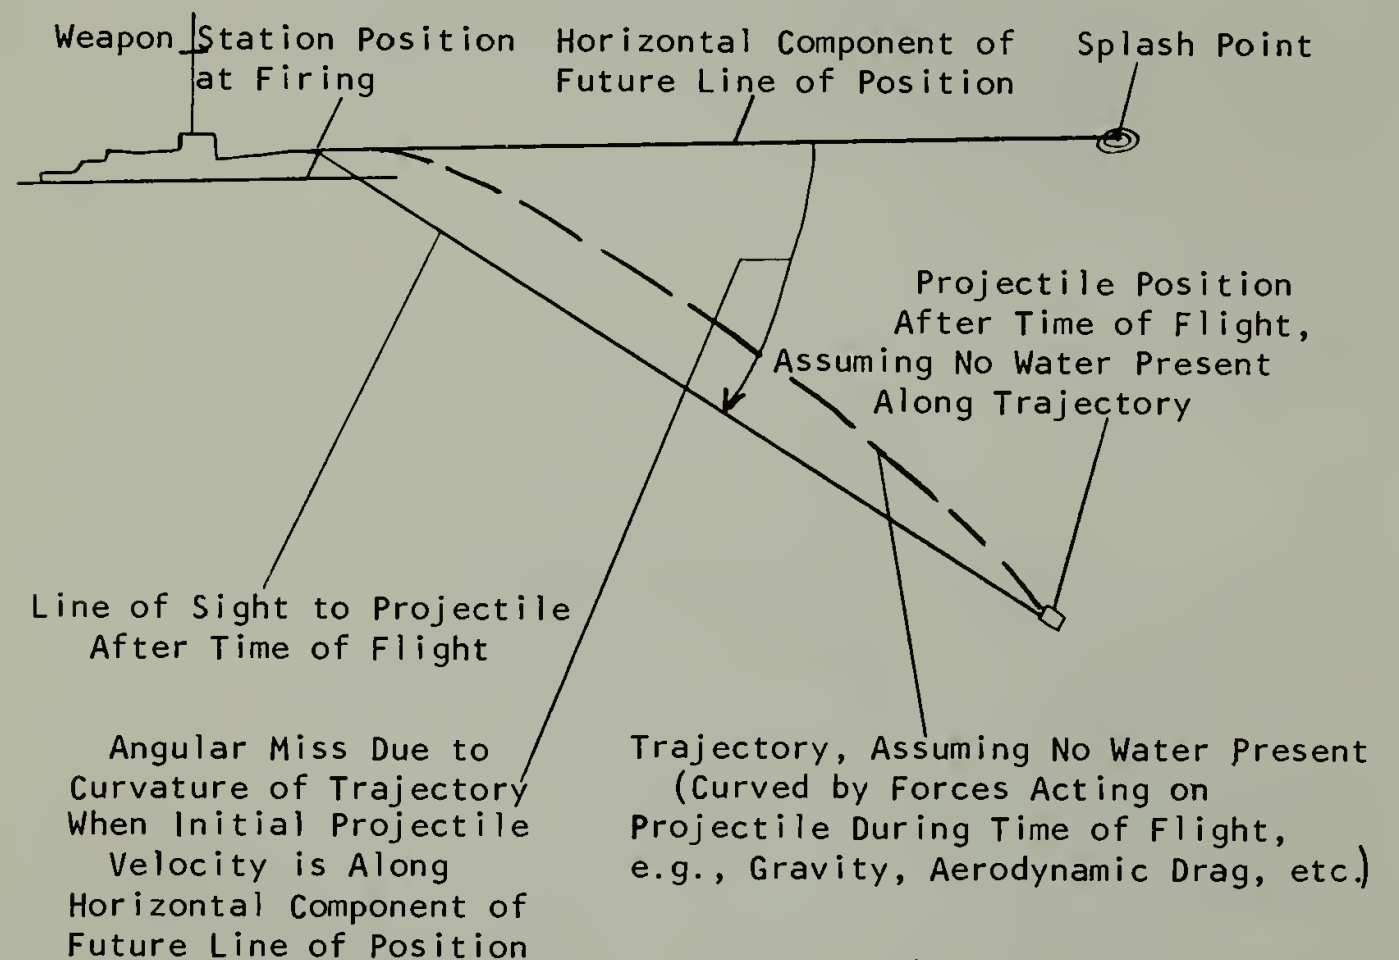 Weapon Station Position
at Firing
Horizontal Component of
Future Line of Position
Splash Point
Projectile Position
After Time of Flight,
Assuming No Water Present
Along Trajectory
Line of Sight to Projectile
After Time of Flight
Angular Miss Due to
Curvature of Trajectory
When Initial Projectile
Velocity is Along
Horizontal Component of
Future Line of Position
Trajectory, Assuming No Water Present
(Curved by Forces Acting on
Projectile During Time of Flight,
e.g., Gravity, Aerodynamic Drag, etc.)